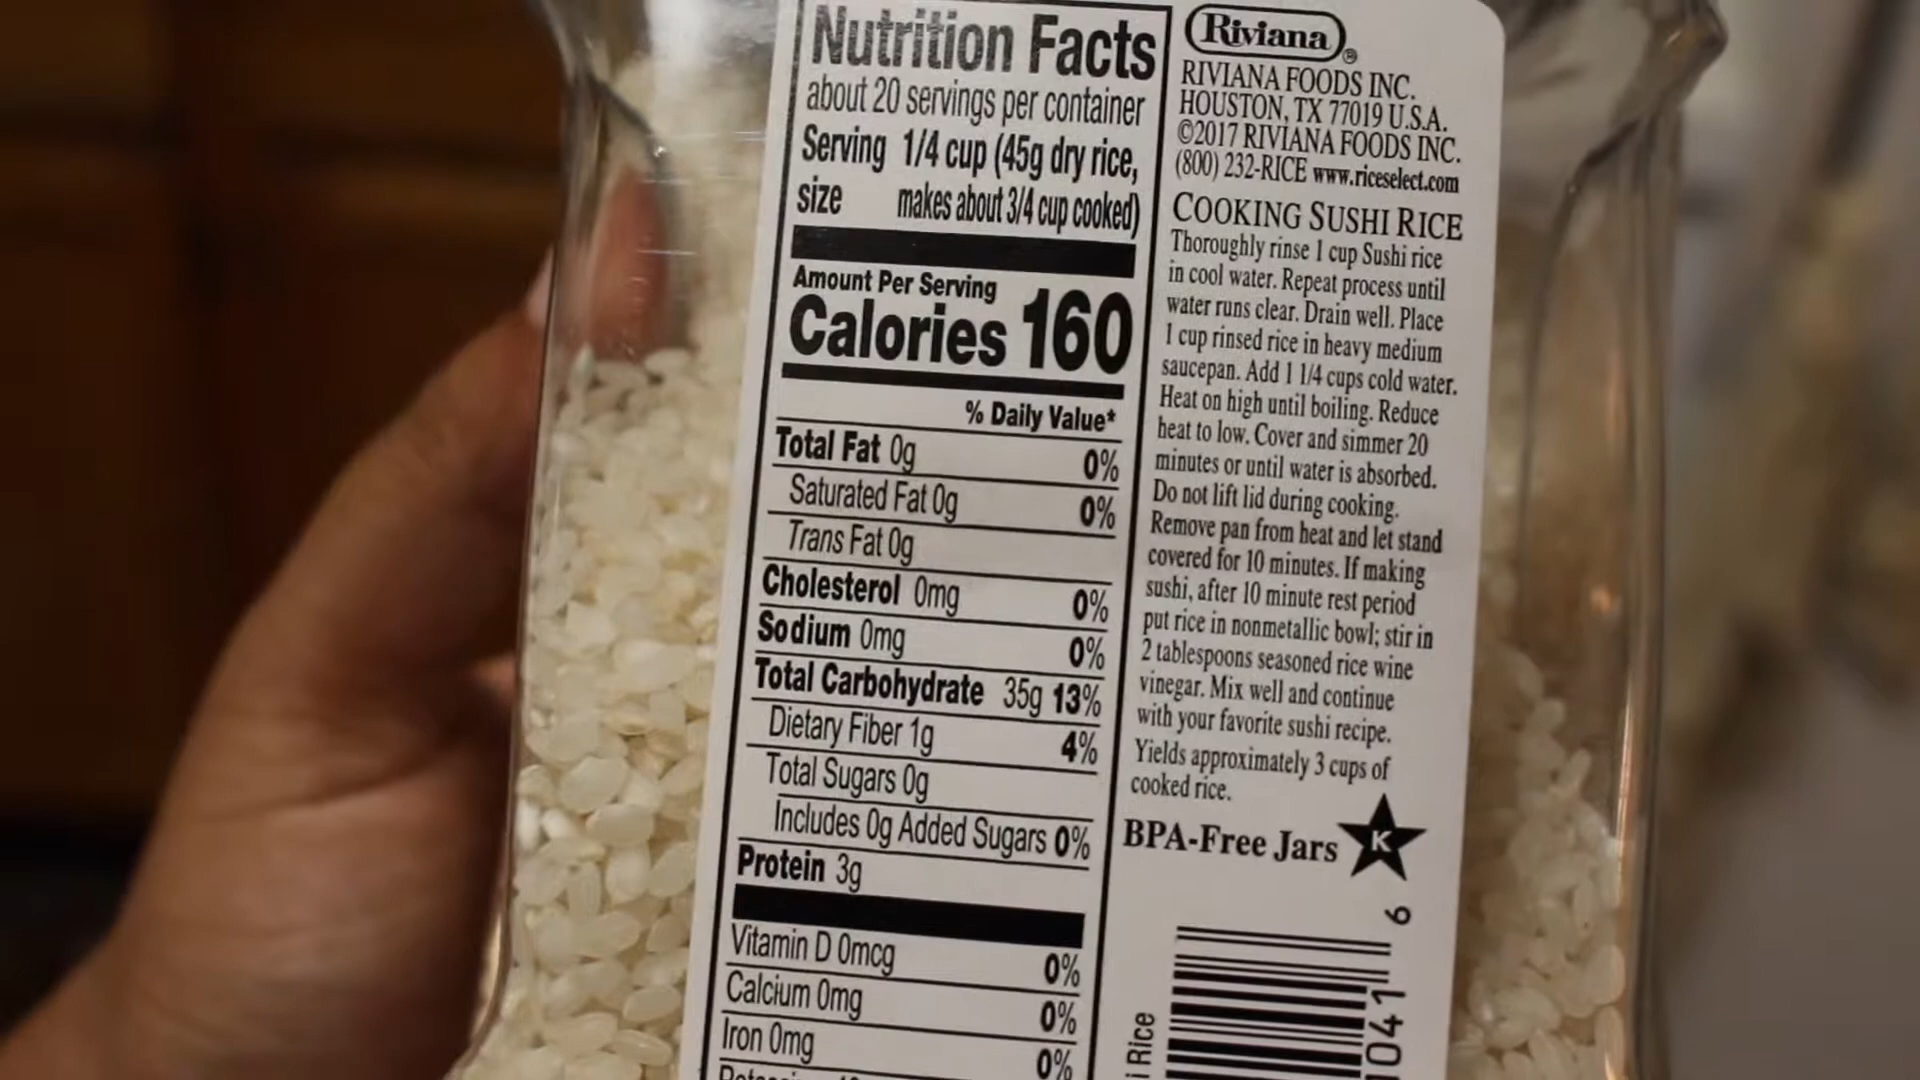 Nutrition Facts
about 20 servings per container
Serving 1/4 cup (45g dry rice,
size makes about 3/4 cup cooked)
Amount Per Serving
Calories 160
% Daily Value*
Total Fat 0g 0%
Saturated Fat 0g 0%
Trans Fat 0g
Cholesterol 0mg 0%
Sodium 0mg 0%
Total Carbohydrate 35g 13%
Dietary Fiber 1g 4%
Total Sugars 0g
Includes 0g Added Sugars 0%
Protein 3g
Vitamin D 0mcg 0%
Calcium 0mg 0%
Iron 0mg 0%
Riviana®
RIVIANA FOODS INC.
HOUSTON, TX 77019 U.S.A.
©2017 RIVIANA FOODS INC.
(800) 232-RICE www.riceselect.com
COOKING SUSHI RICE
Thoroughly rinse 1 cup Sushi rice
in cool water. Repeat process until
water runs clear. Drain well. Place
1 cup rinsed rice in heavy medium
saucepan. Add 1 1/4 cups cold water.
Heat on high until boiling. Reduce
heat to low. Cover and simmer 20
minutes or until water is absorbed.
Do not lift lid during cooking.
Remove pan from heat and let stand
covered for 10 minutes. If making
sushi, after 10 minute rest period
put rice in nonmetallic bowl; stir in
2 tablespoons seasoned rice wine
vinegar. Mix well and continue
with your favorite sushi recipe.
Yields approximately 3 cups of
cooked rice.
BPA-Free Jars K
i Rice
1041 6